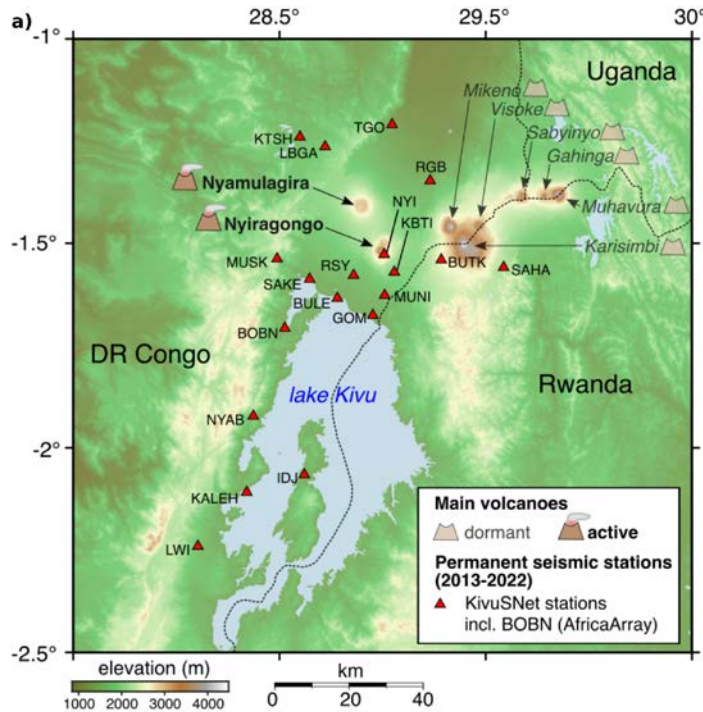 a)
28.5°
29.5°
30°
-1°
-1.5°
-2°
-2.5°
Uganda
Mikeno
Visoke
Sabyinyo
Gahinga
Muhavura
Karisimbi
TGO
KTSH
LBGA
RGB
Nyamulagira
NYI
KBTI
Nyiragongo
MUSK
RSY
BUTK
SAHA
SAKE
BULE
MUNI
GOM
BOBN
DR Congo
Rwanda
lake Kivu
NYAB
IDJ
KALEH
LWI
Main volcanoes
dormant
active
Permanent seismic stations
(2013-2022)
KivuSNet stations
incl. BOBN (AfricaArray)
elevation (m)
1000 2000 3000 4000
km
0 20 40